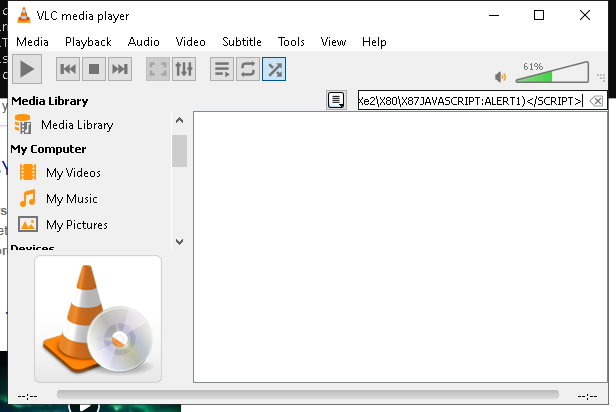 VLC media player
Media Playback Audio Video Subtitle Tools View Help
61%
Media Library
Xe2\X80\X87JAVASCRIPT:ALERT1)</SCRIPT>
Media Library
My Computer
My Videos
My Music
My Pictures
Devices
--:--
--:--